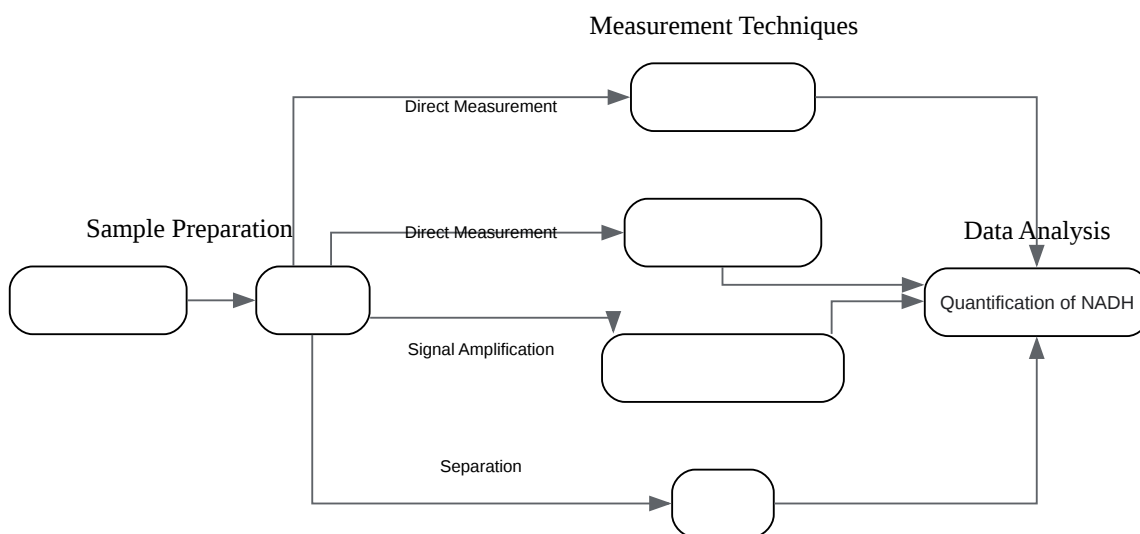 Measurement Techniques
Direct Measurement
Sample Preparation
Direct Measurement
Data Analysis
Quantification of NADH
Signal Amplification
Separation